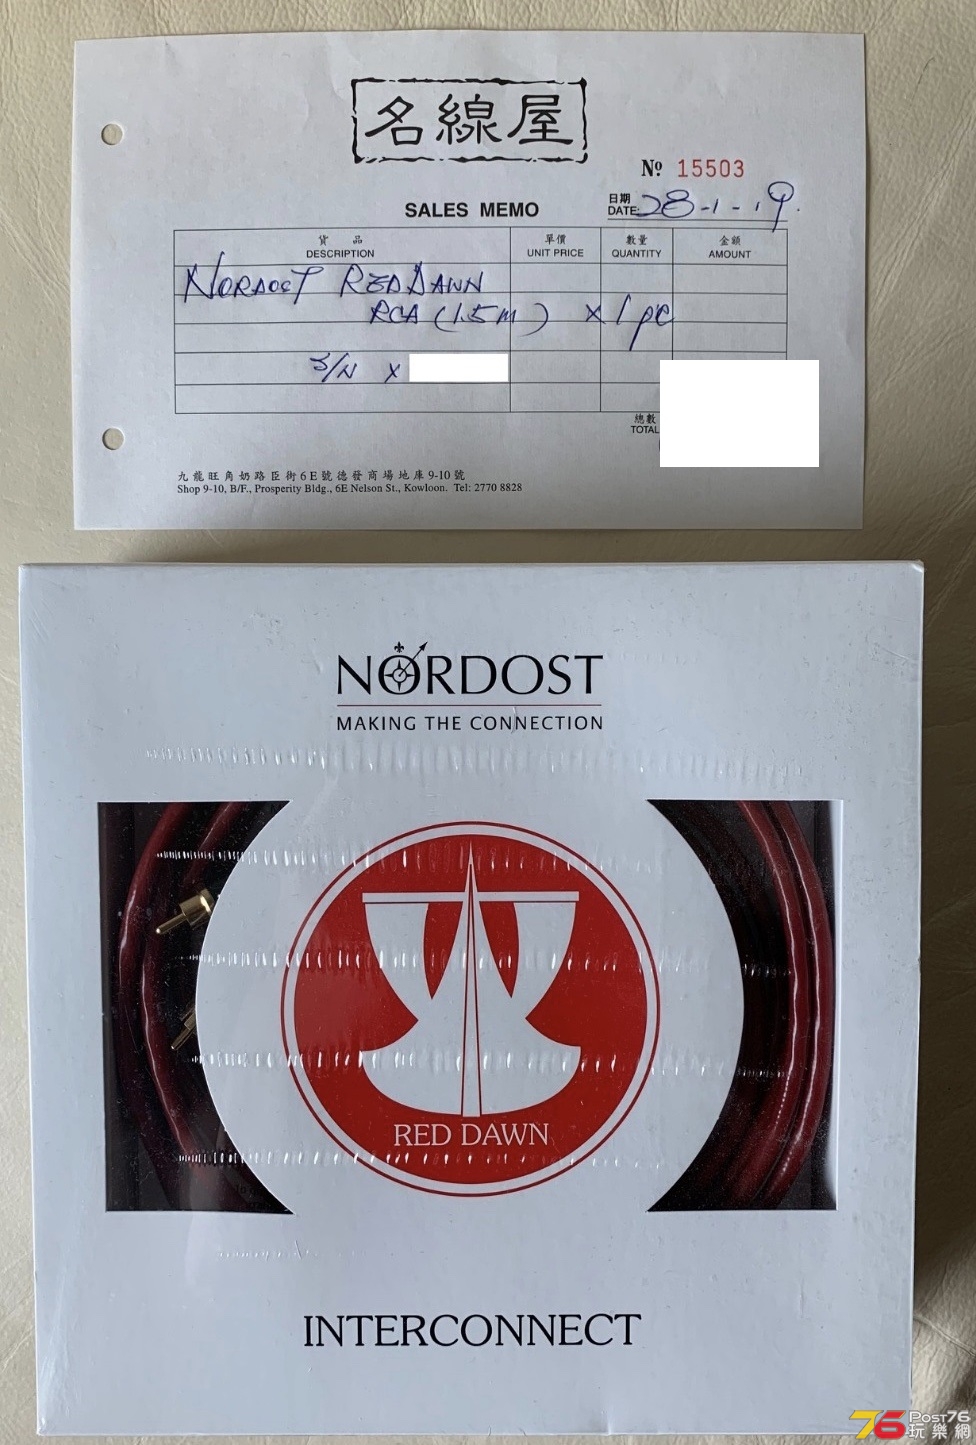 名線屋
Nº 15503
日期
SALES MEMO DATE: 28-1-19.
貨 品 單價 數量 金額
DESCRIPTION UNIT PRICE QUANTITY AMOUNT
NORDOST RED DAWN
RCA (1.5m) x 1 pc
S/N x
總數
TOTAL
九龍旺角奶路臣街6E號德發商場地庫9-10號
Shop 9-10, B/F., Prosperity Bldg., 6E Nelson St., Kowloon. Tel: 2770 8828
NORDOST
MAKING THE CONNECTION
RED DAWN
INTERCONNECT
76 Post76
玩樂網